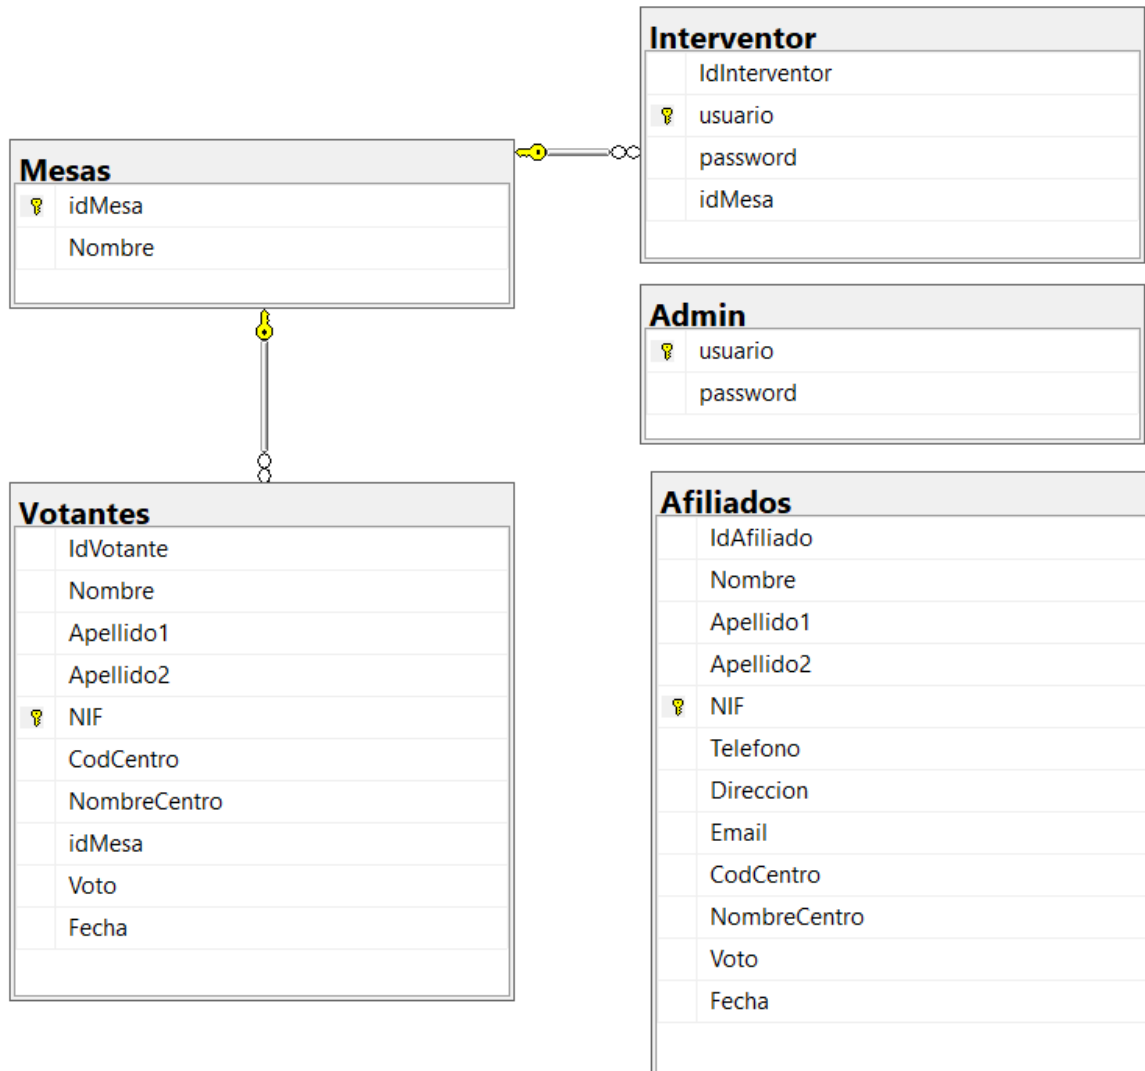 Interventor
IdInterventor
usuario
password
idMesa
Mesas
idMesa
Nombre
Admin
usuario
password
Votantes
IdVotante
Nombre
Apellido1
Apellido2
NIF
CodCentro
NombreCentro
idMesa
Voto
Fecha
Afiliados
IdAfiliado
Nombre
Apellido1
Apellido2
NIF
Telefono
Direccion
Email
CodCentro
NombreCentro
Voto
Fecha